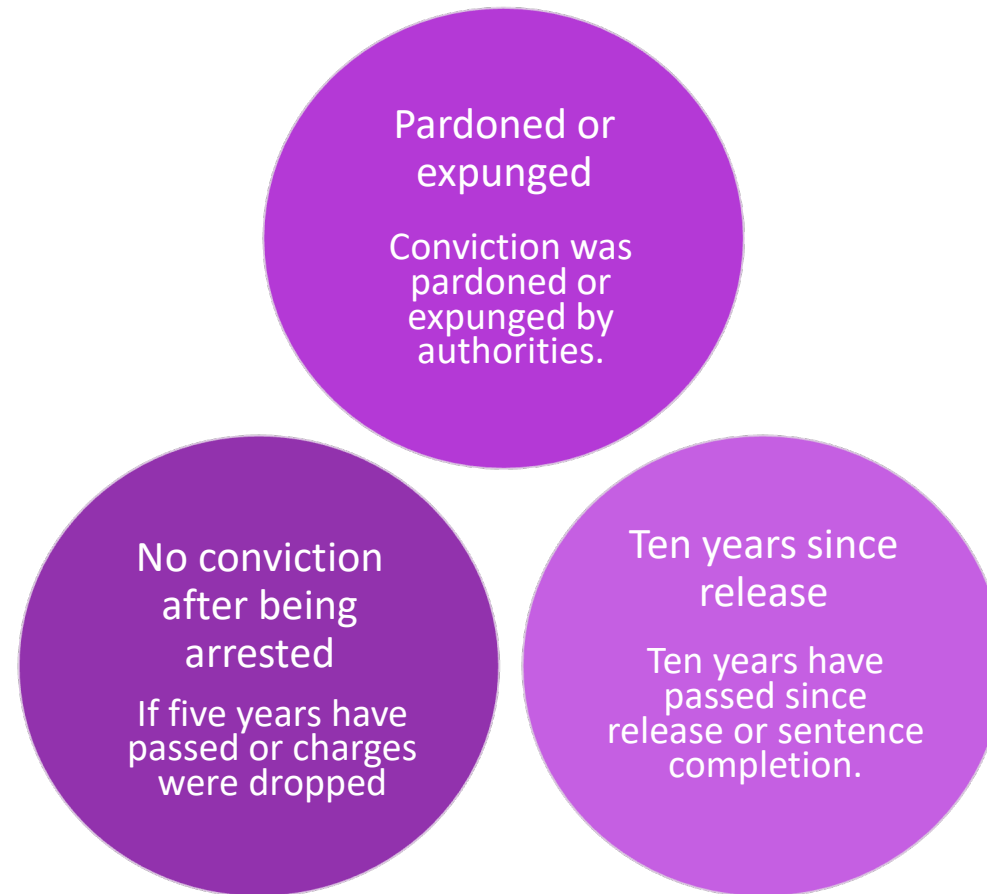 Pardoned or
expunged
Conviction was
pardoned or
expunged by
authorities.
No conviction
after being
arrested
If five years have
passed or charges
were dropped
Ten years since
release
Ten years have
passed since
release or sentence
completion.